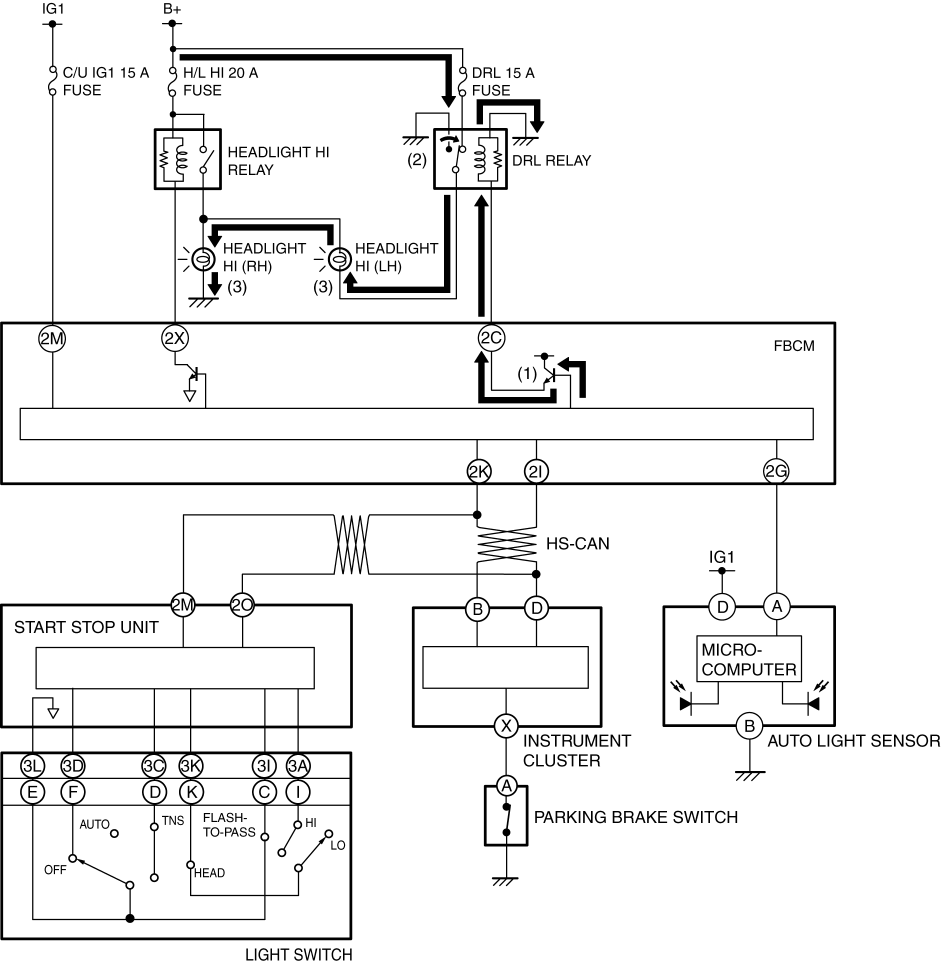 IG1
B+
C/U IG1 15 A
FUSE
H/L HI 20 A
FUSE
DRL 15 A
FUSE
HEADLIGHT HI
RELAY
(2)
DRL RELAY
HEADLIGHT
HI (RH)
(3)
HEADLIGHT
HI (LH)
(3)
2M
2X
2C
FBCM
(1)
2K
2I
2G
HS-CAN
IG1
2M
2O
B
D
D
A
START STOP UNIT
MICRO-
COMPUTER
X
B
INSTRUMENT
CLUSTER
AUTO LIGHT SENSOR
3L
3D
3C
3K
3I
3A
E
F
D
K
C
I
A
PARKING BRAKE SWITCH
AUTO
TNS
FLASH-
TO-PASS
HI
LO
OFF
HEAD
LIGHT SWITCH